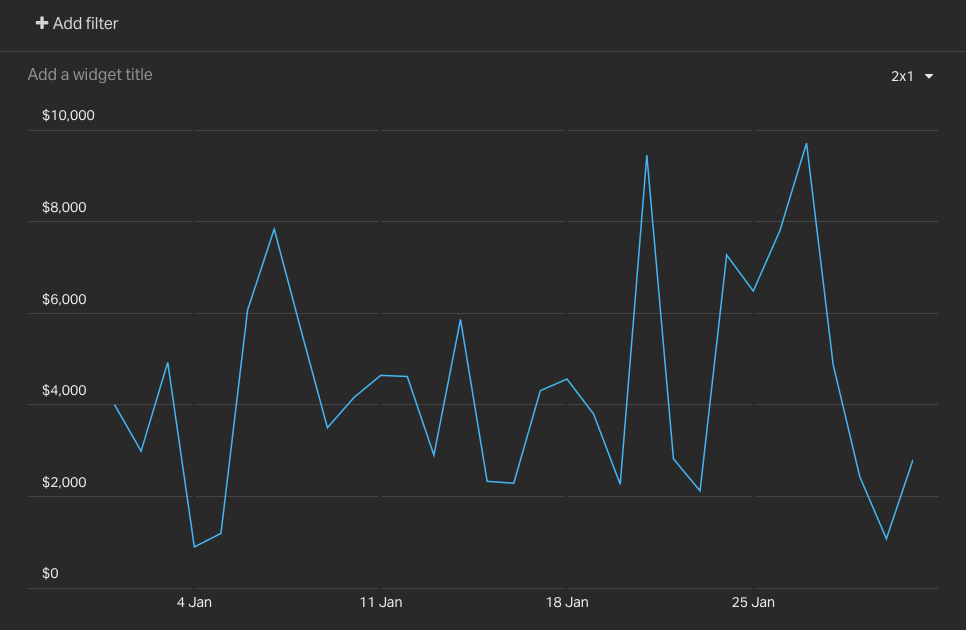 + Add filter
Add a widget title
2x1
$10,000
$8,000
$6,000
$4,000
$2,000
$0
4 Jan 11 Jan 18 Jan 25 Jan